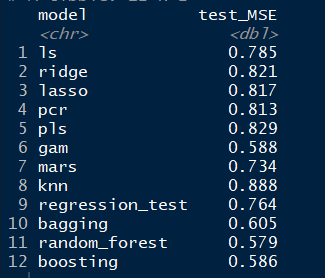 model test_MSE
<chr> <dbl>
1 ls 0.785
2 ridge 0.821
3 lasso 0.817
4 pcr 0.813
5 pls 0.829
6 gam 0.588
7 mars 0.734
8 knn 0.888
9 regression_test 0.764
10 bagging 0.605
11 random_forest 0.579
12 boosting 0.586